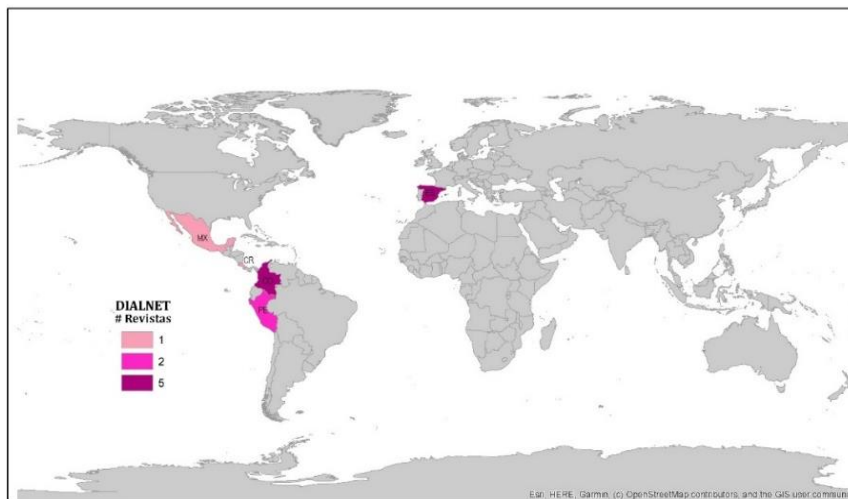 MX
CR
PE
DIALNET
# Revistas
1
2
5
Esri, HERE, Garmin, (c) OpenStreetMap contributors, and the GIS user commun